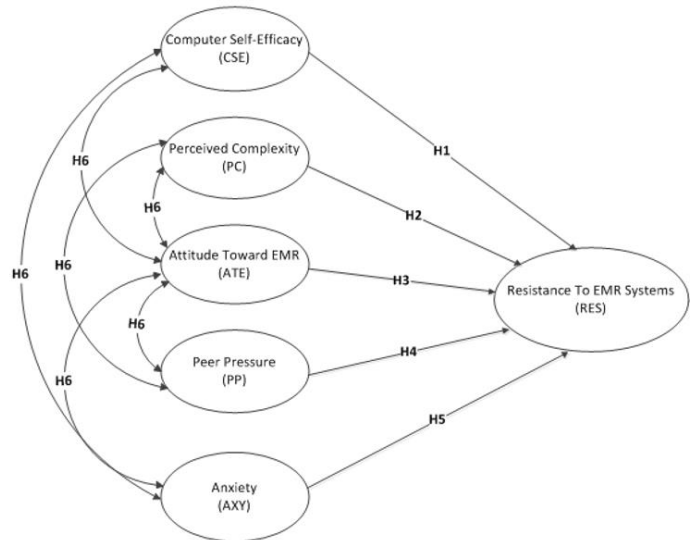 Computer Self-Efficacy
(CSE)
H1
H6
Perceived Complexity
(PC)
H6
H2
H6
Attitude Toward EMR
(ATE)
H6
H3
Resistance To EMR Systems
(RES)
H6
H4
Peer Pressure
(PP)
H6
H5
Anxiety
(AXY)